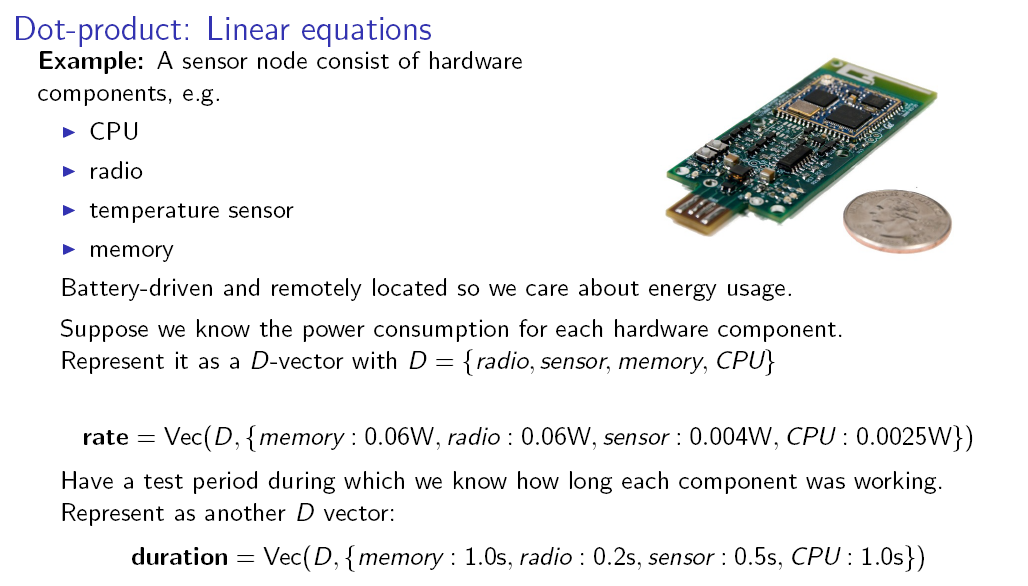 Dot-product: Linear equations
Example: A sensor node consist of hardware
components, e.g.
▶ CPU
▶ radio
▶ temperature sensor
▶ memory
Battery-driven and remotely located so we care about energy usage.
Suppose we know the power consumption for each hardware component.
Represent it as a D-vector with D = {radio, sensor, memory, CPU}
rate = Vec(D, {memory : 0.06W, radio : 0.06W, sensor : 0.004W, CPU : 0.0025W})
Have a test period during which we know how long each component was working.
Represent as another D vector:
duration = Vec(D, {memory : 1.0s, radio : 0.2s, sensor : 0.5s, CPU : 1.0s})